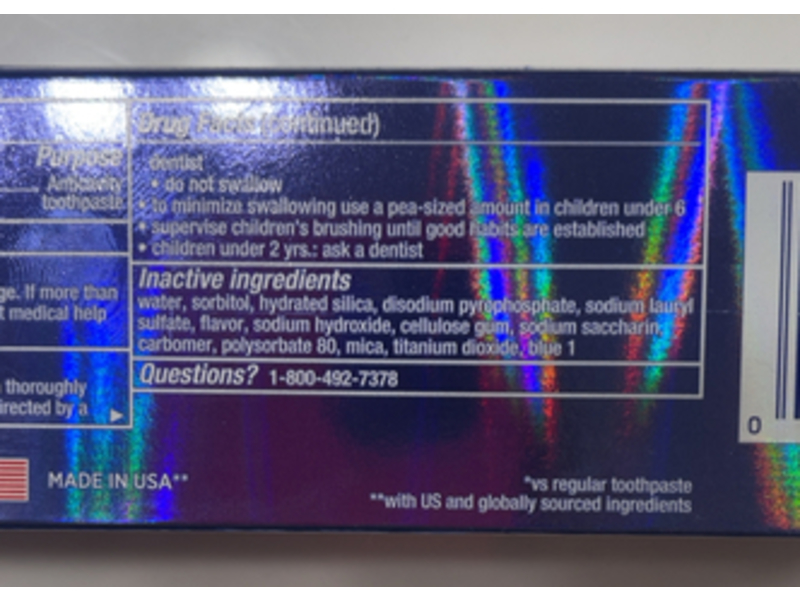 Purpose
Anticavity
toothpaste
ge. If more than
t medical help
thoroughly
irected by a
Drug Facts (continued)
dentist
• do not swallow
• to minimize swallowing use a pea-sized amount in children under 6
• supervise children's brushing until good habits are established
• children under 2 yrs.: ask a dentist
Inactive ingredients
water, sorbitol, hydrated silica, disodium pyrophosphate, sodium lauryl
sulfate, flavor, sodium hydroxide, cellulose gum, sodium saccharin,
carbomer, polysorbate 80, mica, titanium dioxide, blue 1
Questions? 1-800-492-7378
MADE IN USA**
*vs regular toothpaste
**with US and globally sourced ingredients
0